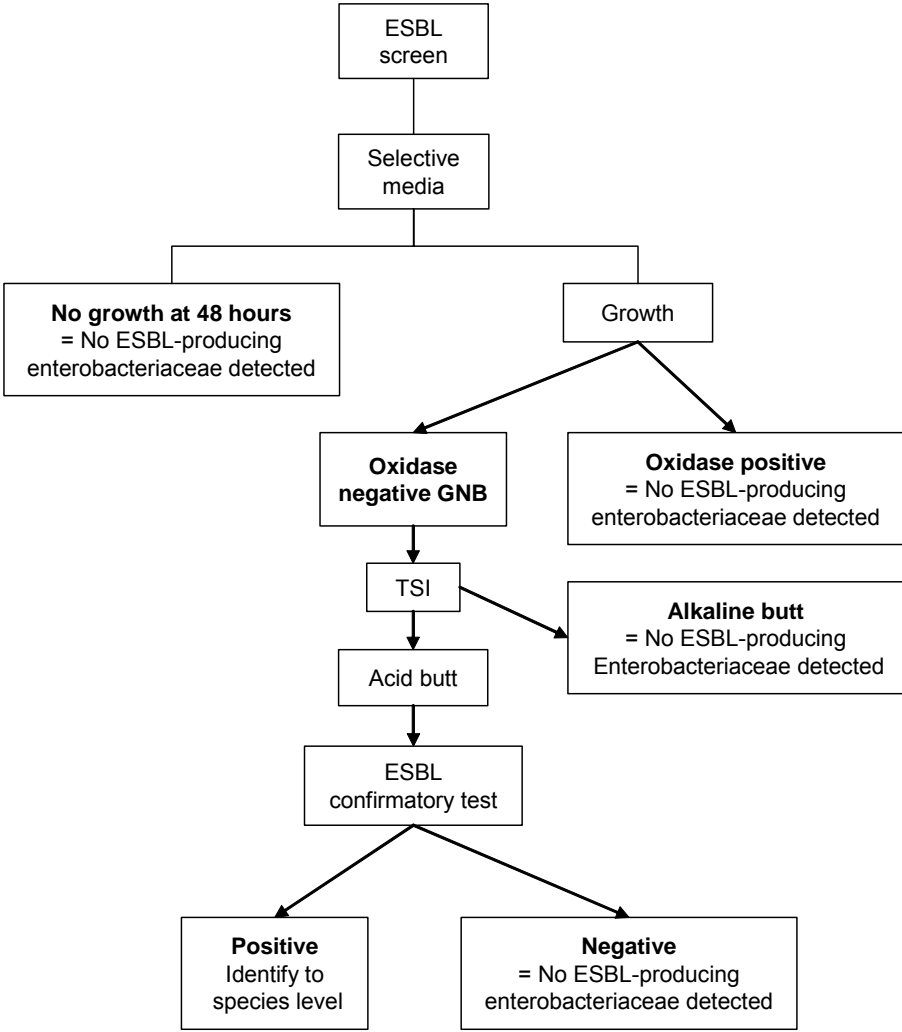 ESBL
screen
Selective
media
No growth at 48 hours
= No ESBL-producing
enterobacteriaceae detected
Growth
Oxidase
negative GNB
Oxidase positive
= No ESBL-producing
enterobacteriaceae detected
TSI
Alkaline butt
= No ESBL-producing
Enterobacteriaceae detected
Acid butt
ESBL
confirmatory test
Positive
Identify to
species level
Negative
= No ESBL-producing
enterobacteriaceae detected